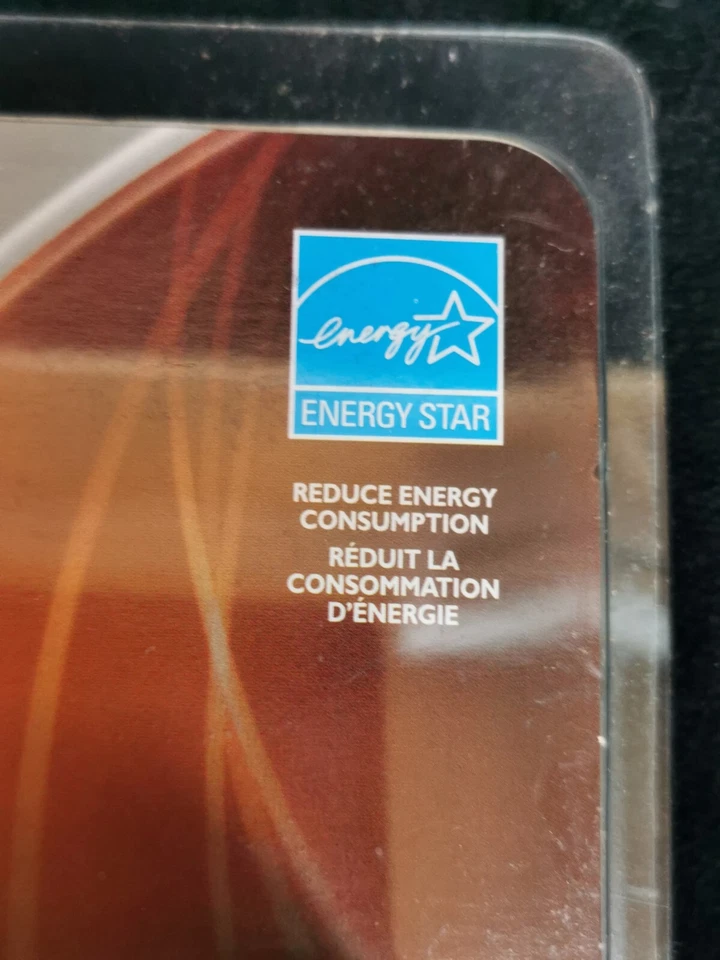 energy
ENERGY STAR
REDUCE ENERGY
CONSUMPTION
RÉDUIT LA
CONSOMMATION
D'ÉNERGIE